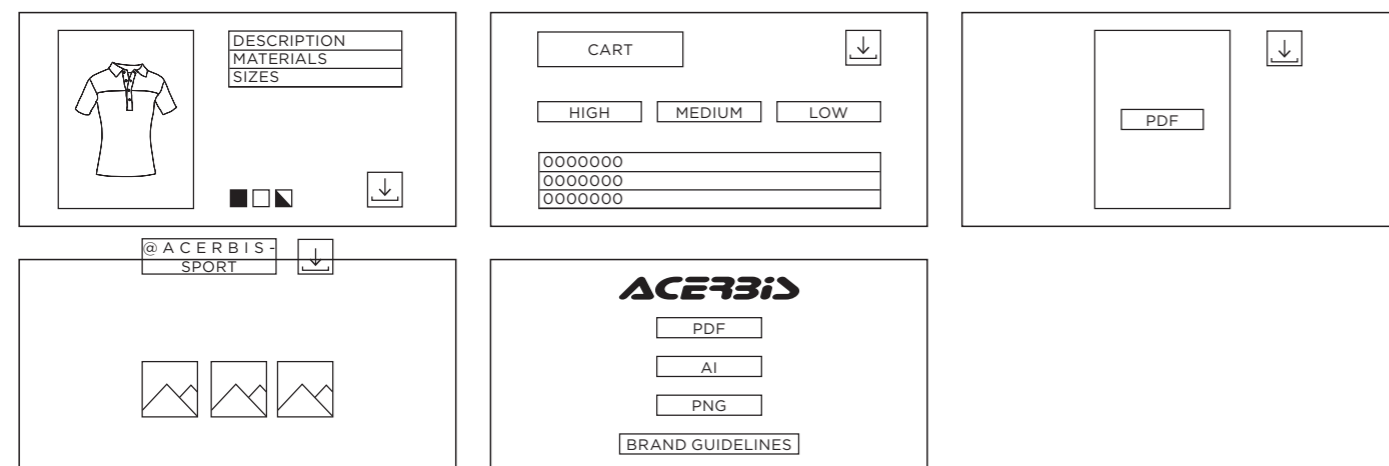 DESCRIPTION
MATERIALS
SIZES
CART
HIGH
MEDIUM
LOW
0000000
0000000
0000000
PDF
@ACERBIS-
SPORT
ACERBIS
PDF
AI
PNG
BRAND GUIDELINES